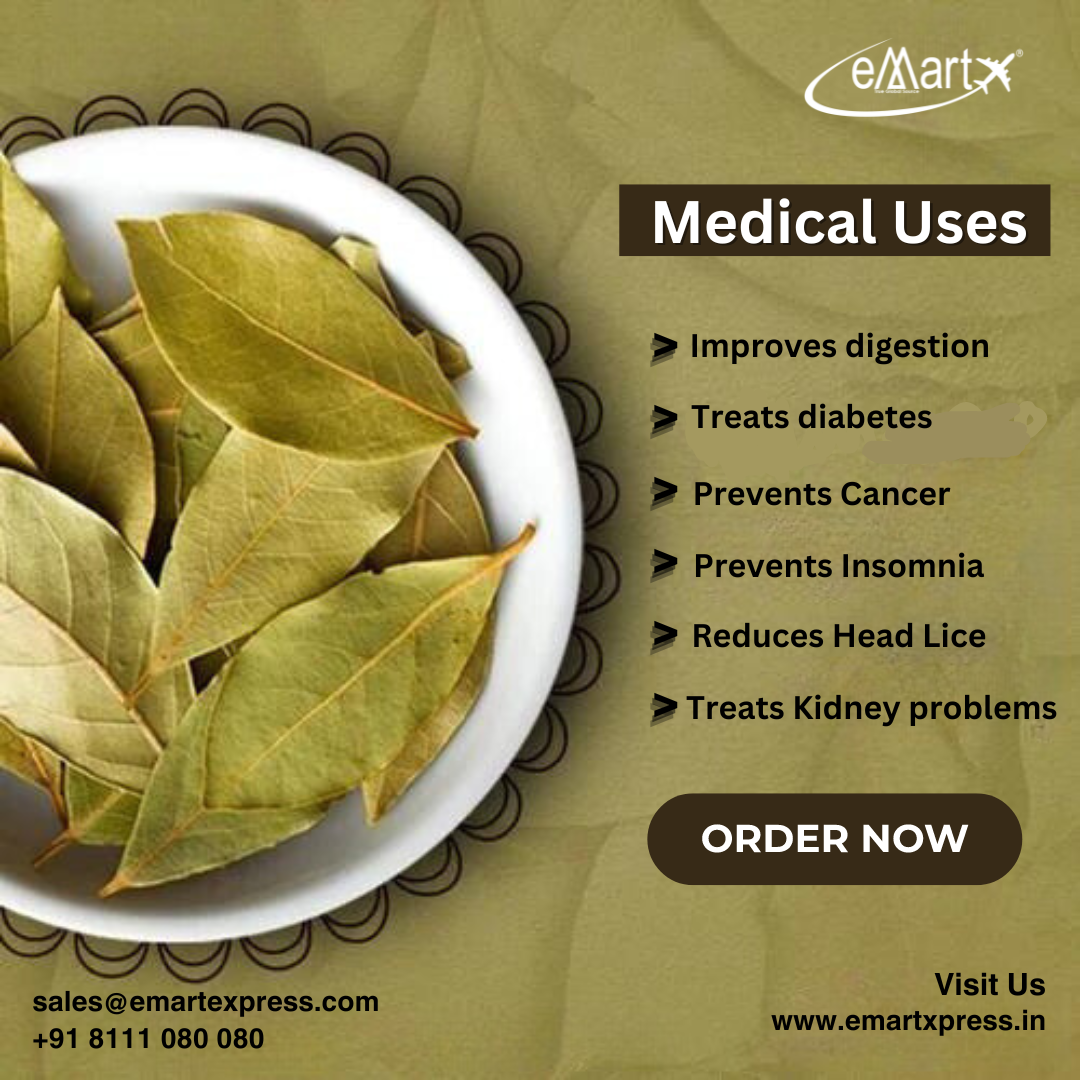 eMart
Medical Uses
> Improves digestion
> Treats diabetes
> Prevents Cancer
> Prevents Insomnia
> Reduces Head Lice
> Treats Kidney problems
ORDER NOW
sales@emartexpress.com
+91 8111 080 080
Visit Us
www.emartxpress.in